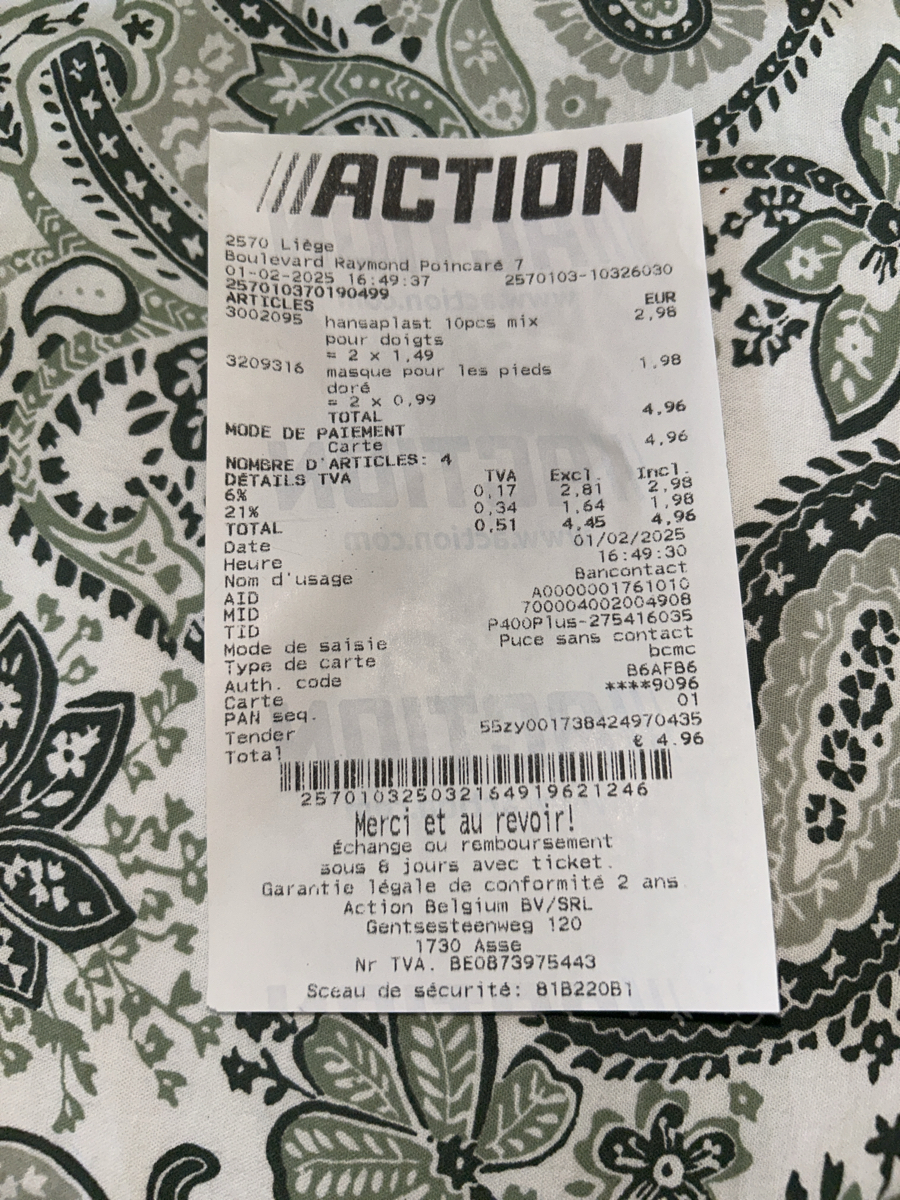 ///ACTION
2570 Liège
Boulevard Raymond Poincaré 7
01-02-2025 16:49:37 2570103-10326030
257010370190499
ARTICLES EUR
3002095 hansaplast 10pcs mix 2,98
pour doigts
= 2 x 1,49
3209316 masque pour les pieds 1,98
doré
= 2 x 0,99
TOTAL 4,96
MODE DE PAIEMENT
Carte 4,96
NOMBRE D'ARTICLES: 4
DÉTAILS TVA TVA Excl. Incl.
6% 0,17 2,81 2,98
21% 0,34 1,64 1,98
TOTAL 0,51 4,45 4,96
Date 01/02/2025
Heure 16:49:30
Nom d'usage Bancontact
AID A0000001761010
MID 700004002004908
TID P400Plus-275416035
Mode de saisie Puce sans contact
Type de carte bcmc
Auth. code B6AFB6
Carte ****9096
PAN seq. 01
Tender 55zy001738424970435
Total € 4.96
257010325032164919621246
Merci et au revoir!
Échange ou remboursement
sous 8 jours avec ticket.
Garantie légale de conformité 2 ans.
Action Belgium BV/SRL
Gentsesteenweg 120
1730 Asse
Nr TVA. BE0873975443
Sceau de sécurité: 81B220B1